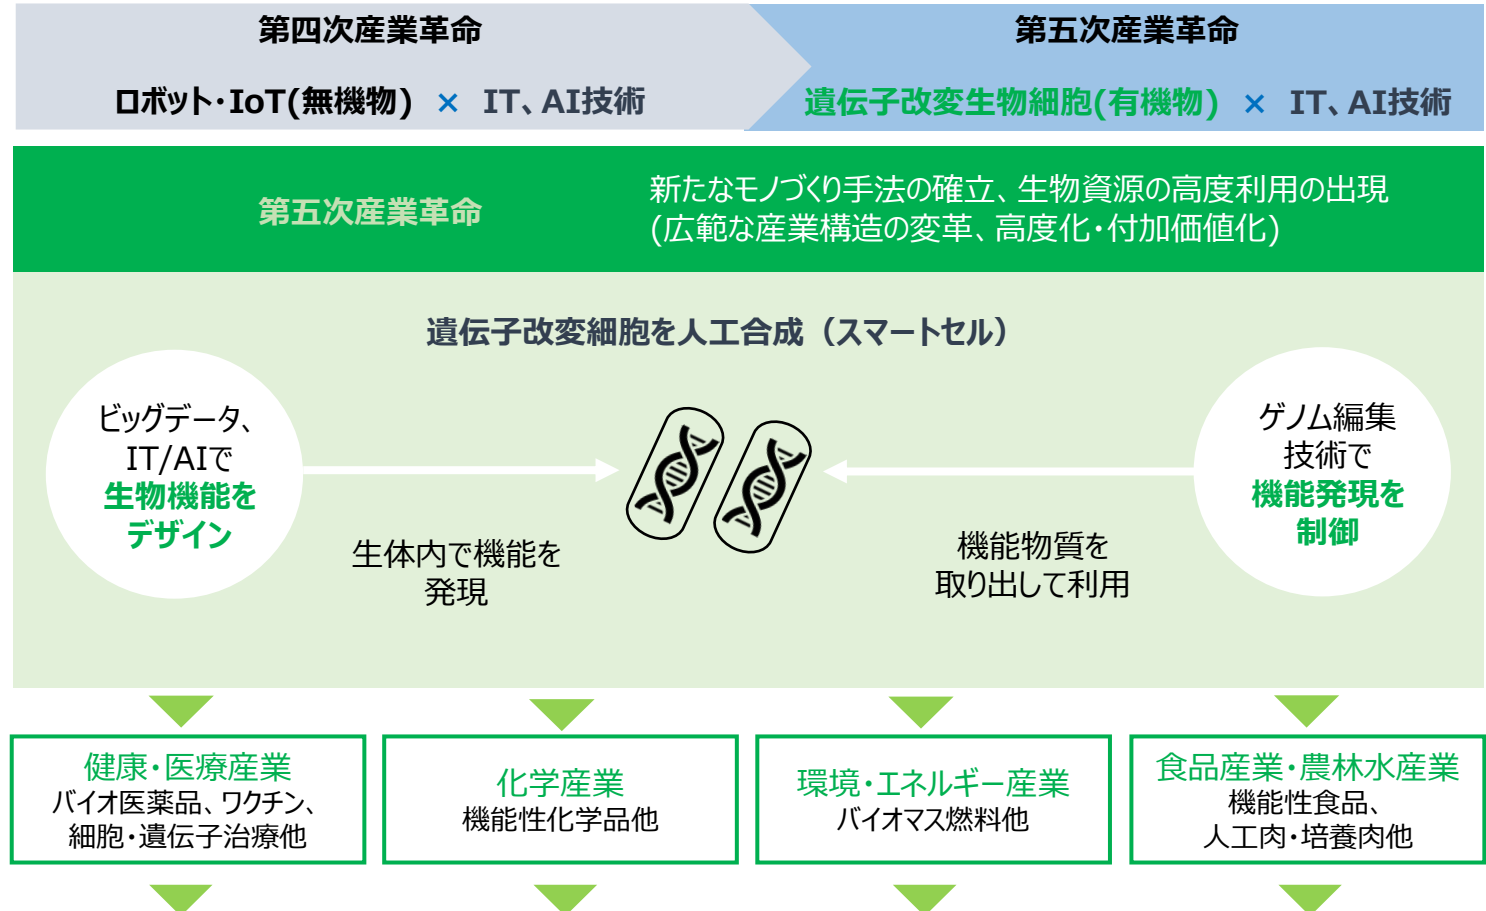 第四次産業革命
ロボット・IoT(無機物) × IT、AI技術
第五次産業革命
遺伝子改変生物細胞(有機物) × IT、AI技術
第五次産業革命
新たなモノづくり手法の確立、生物資源の高度利用の出現
(広範な産業構造の変革、高度化・付加価値化)
遺伝子改変細胞を人工合成（スマートセル）
ビッグデータ、
IT/AIで
生物機能を
デザイン
生体内で機能を
発現
機能物質を
取り出して利用
ゲノム編集
技術で
機能発現を
制御
健康・医療産業
バイオ医薬品、ワクチン、
細胞・遺伝子治療他
化学産業
機能性化学品他
環境・エネルギー産業
バイオマス燃料他
食品産業・農林水産業
機能性食品、
人工肉・培養肉他